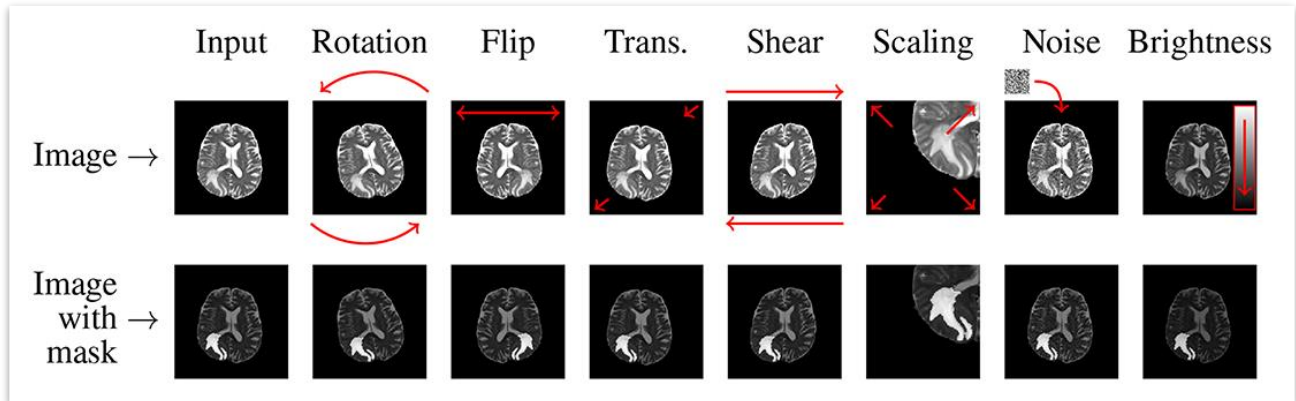 Input Rotation Flip Trans. Shear Scaling Noise Brightness
Image →
Image
with →
mask